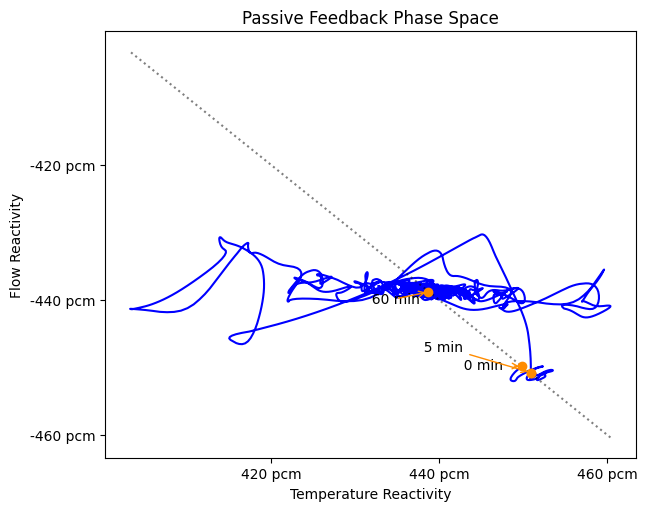 Passive Feedback Phase Space
Flow Reactivity
-420 pcm
-440 pcm
-460 pcm
60 min
5 min
0 min
420 pcm
440 pcm
460 pcm
Temperature Reactivity